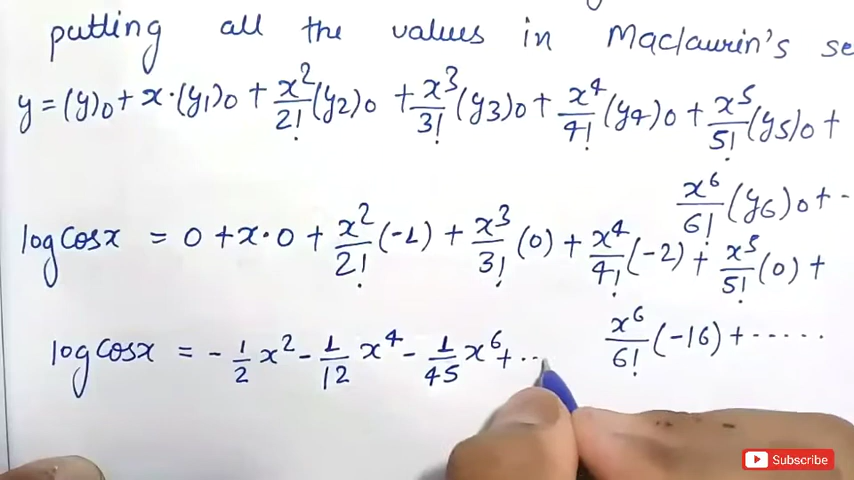 putting all the values in Maclaurin's se
y = (y)₀ + x·(y₁)₀ + x²/2! (y₂)₀ + x³/3! (y₃)₀ + x⁴/4! (y₄)₀ + x⁵/5! (y₅)₀ +
x⁶/6! (y₆)₀ + ··
log cosx = 0 + x·0 + x²/2! (-1) + x³/3! (0) + x⁴/4! (-2) + x⁵/5! (0) +
x⁶/6! (-16) + ·····
log cosx = - 1/2 x² - 1/12 x⁴ - 1/45 x⁶ + ···
Subscribe